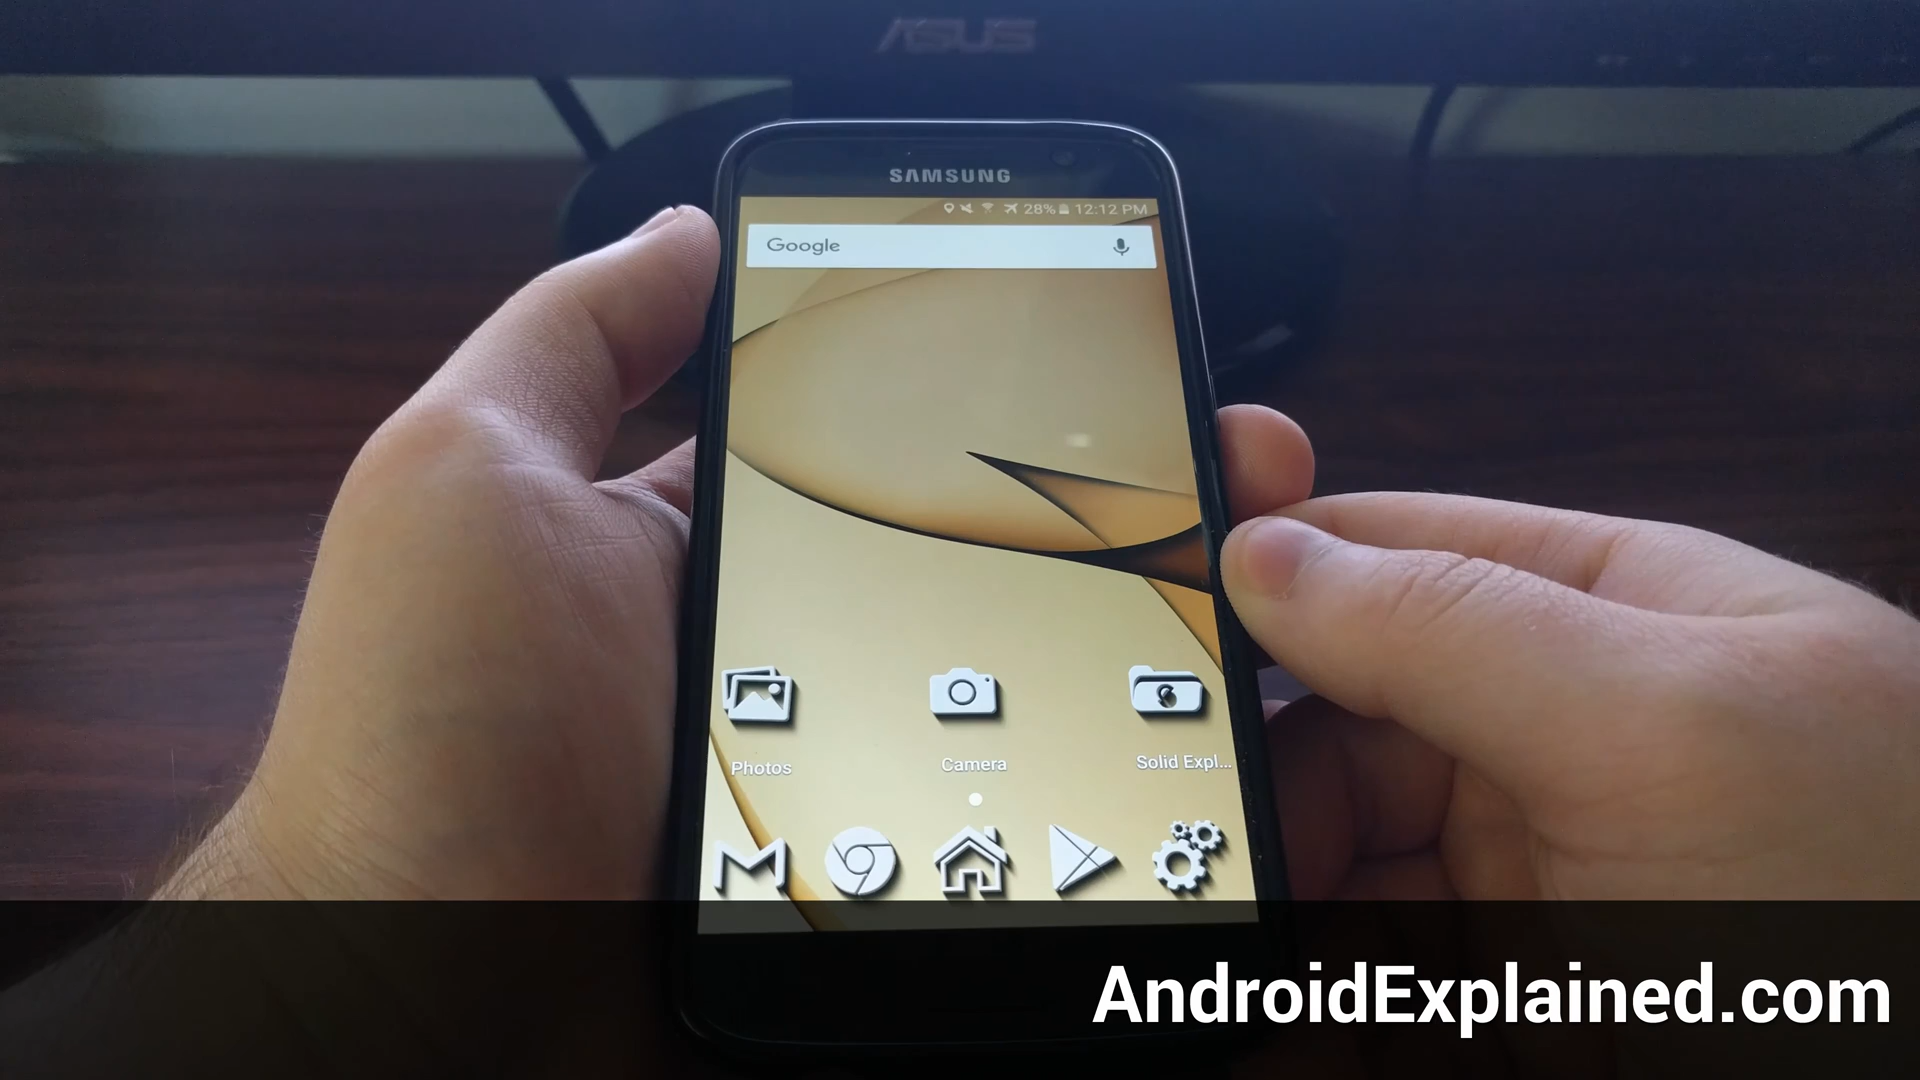 ASUS
SAMSUNG
28% 12:12 PM
Google
Photos
Camera
Solid Expl...
AndroidExplained.com